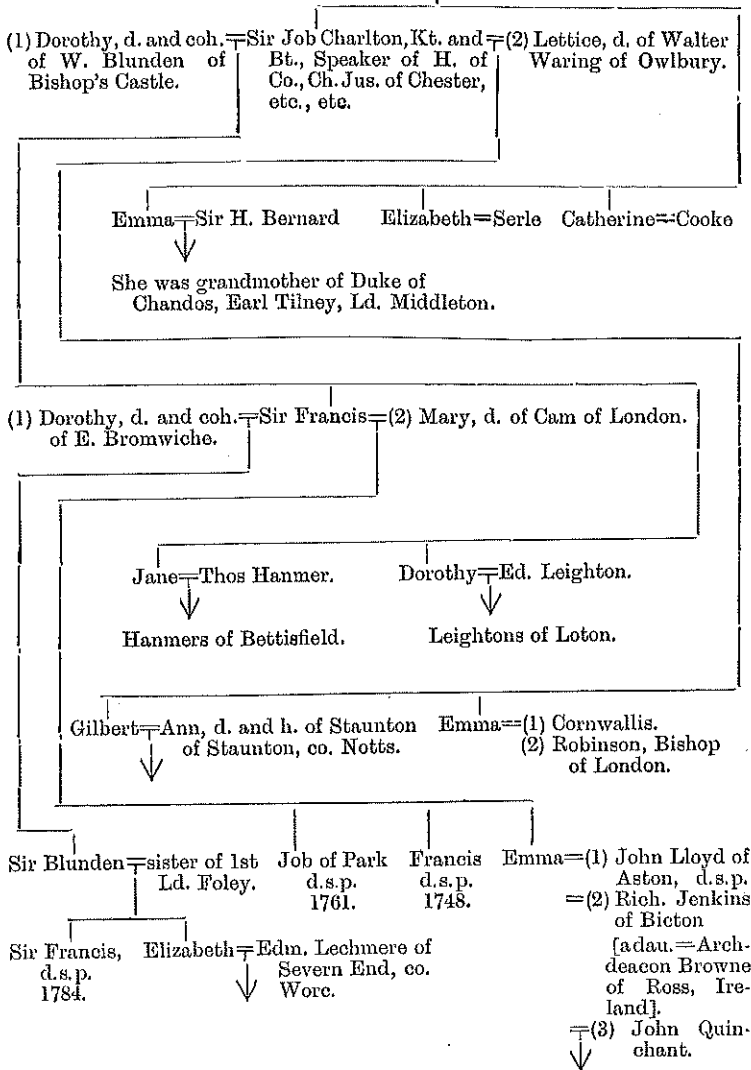 (1) Dorothy, d. and coh. Sir Job Charlton, Kt. and (2) Lettice, d. of Walter
of W. Blunden of Bt., Speaker of H. of Waring of Owlbury.
Bishop's Castle. Co., Ch. Jus. of Chester,
etc., etc.
Emma=Sir H. Bernard Elizabeth=Serle Catherine=Cooke
She was grandmother of Duke of
Chandos, Earl Tilney, Ld. Middleton.
(1) Dorothy, d. and coh.=Sir Francis=(2) Mary, d. of Cam of London.
of E. Bromwiche.
Jane=Thos Hanmer. Dorothy=Ed. Leighton.
Hanmers of Bettisfield. Leightons of Loton.
Gilbert=Ann, d. and h. of Staunton Emma=(1) Cornwallis.
of Staunton, co. Notts. (2) Robinson, Bishop
of London.
Sir Blunden=sister of 1st Job of Park Francis Emma=(1) John Lloyd of
Ld. Foley. d.s.p. d.s.p. Aston, d.s.p.
1761. 1748. =(2) Rich. Jenkins
of Bicton
Sir Francis, Elizabeth=Edm. Lechmere of [adau.=Arch-
d.s.p. Severn End, co. deacon Browne
1784. Worc. of Ross, Ire-
land].
=(3) John Quin-
chant.